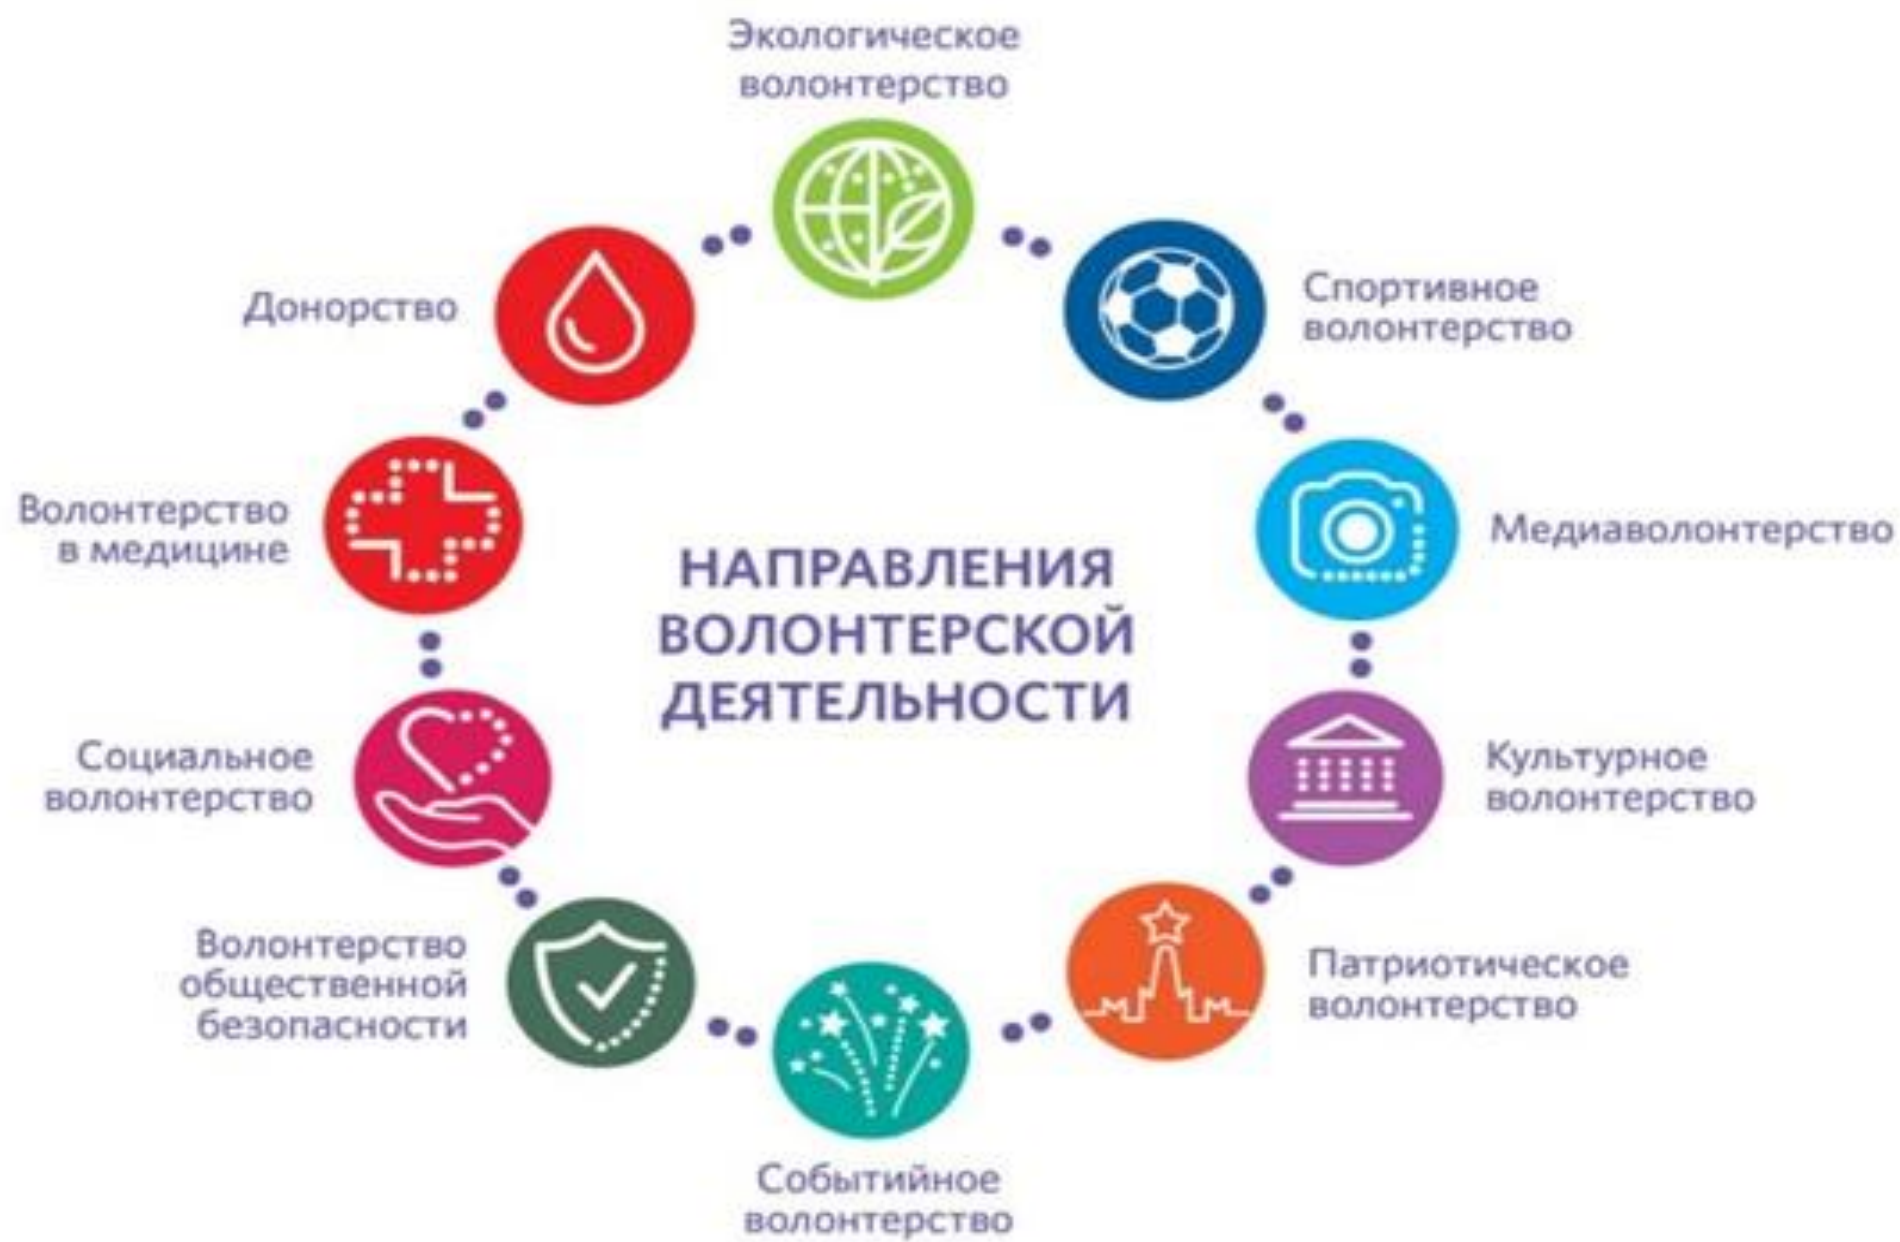 Экологическое
волонтерство
Донорство
Спортивное
волонтерство
Волонтерство
в медицине
Медиаволонтерство
НАПРАВЛЕНИЯ
ВОЛОНТЕРСКОЙ
ДЕЯТЕЛЬНОСТИ
Социальное
волонтерство
Культурное
волонтерство
Волонтерство
общественной
безопасности
Патриотическое
волонтерство
Событийное
волонтерство